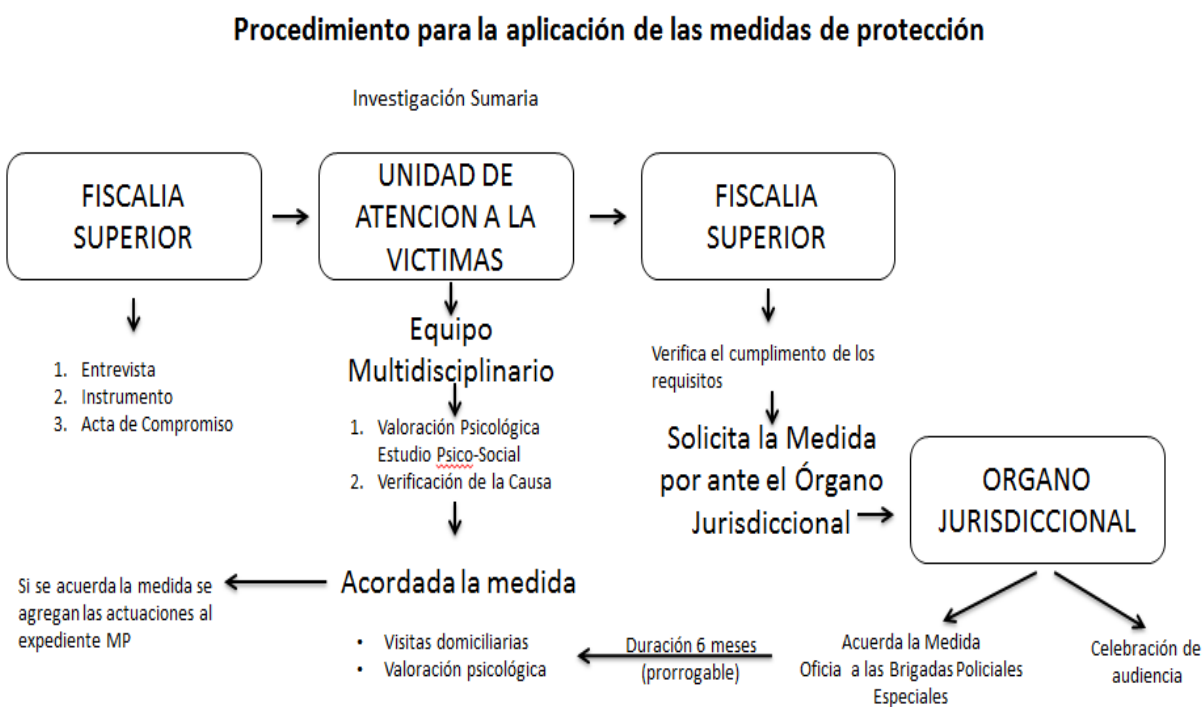 Procedimiento para la aplicación de las medidas de protección
Investigación Sumaria
FISCALIA
SUPERIOR
UNIDAD DE
ATENCION A LA
VICTIMAS
FISCALIA
SUPERIOR
1. Entrevista
2. Instrumento
3. Acta de Compromiso
Equipo
Multidisciplinario
1. Valoración Psicológica
Estudio Psico-Social
2. Verificación de la Causa
Verifica el cumplimento de los
requisitos
Solicita la Medida
por ante el Órgano
Jurisdiccional
ORGANO
JURISDICCIONAL
Si se acuerda la medida se
agregan las actuaciones al
expediente MP
Acordada la medida
• Visitas domiciliarias
• Valoración psicológica
Duración 6 meses
(prorrogable)
Acuerda la Medida
Oficia a las Brigadas Policiales
Especiales
Celebración de
audiencia